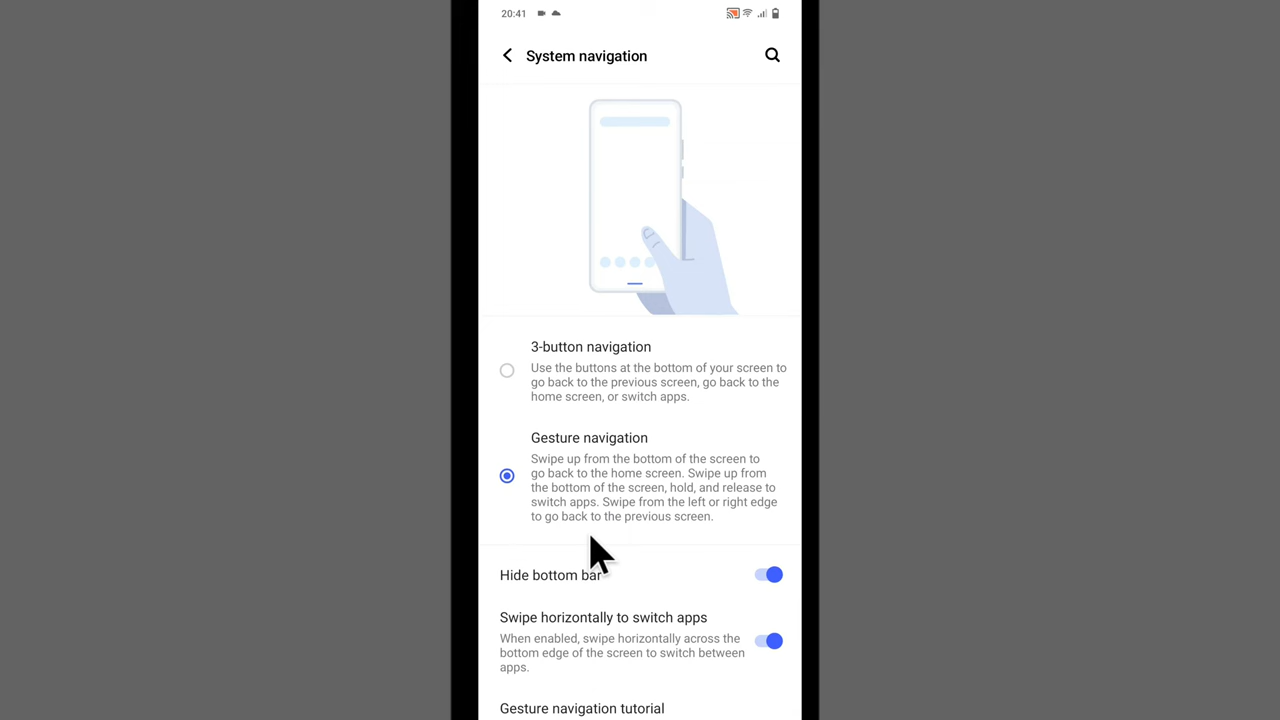 20:41
System navigation
3-button navigation
Use the buttons at the bottom of your screen to
go back to the previous screen, go back to the
home screen, or switch apps.
Gesture navigation
Swipe up from the bottom of the screen to
go back to the home screen. Swipe up from
the bottom of the screen, hold, and release to
switch apps. Swipe from the left or right edge
to go back to the previous screen.
Hide bottom bar
Swipe horizontally to switch apps
When enabled, swipe horizontally across the
bottom edge of the screen to switch between
apps.
Gesture navigation tutorial